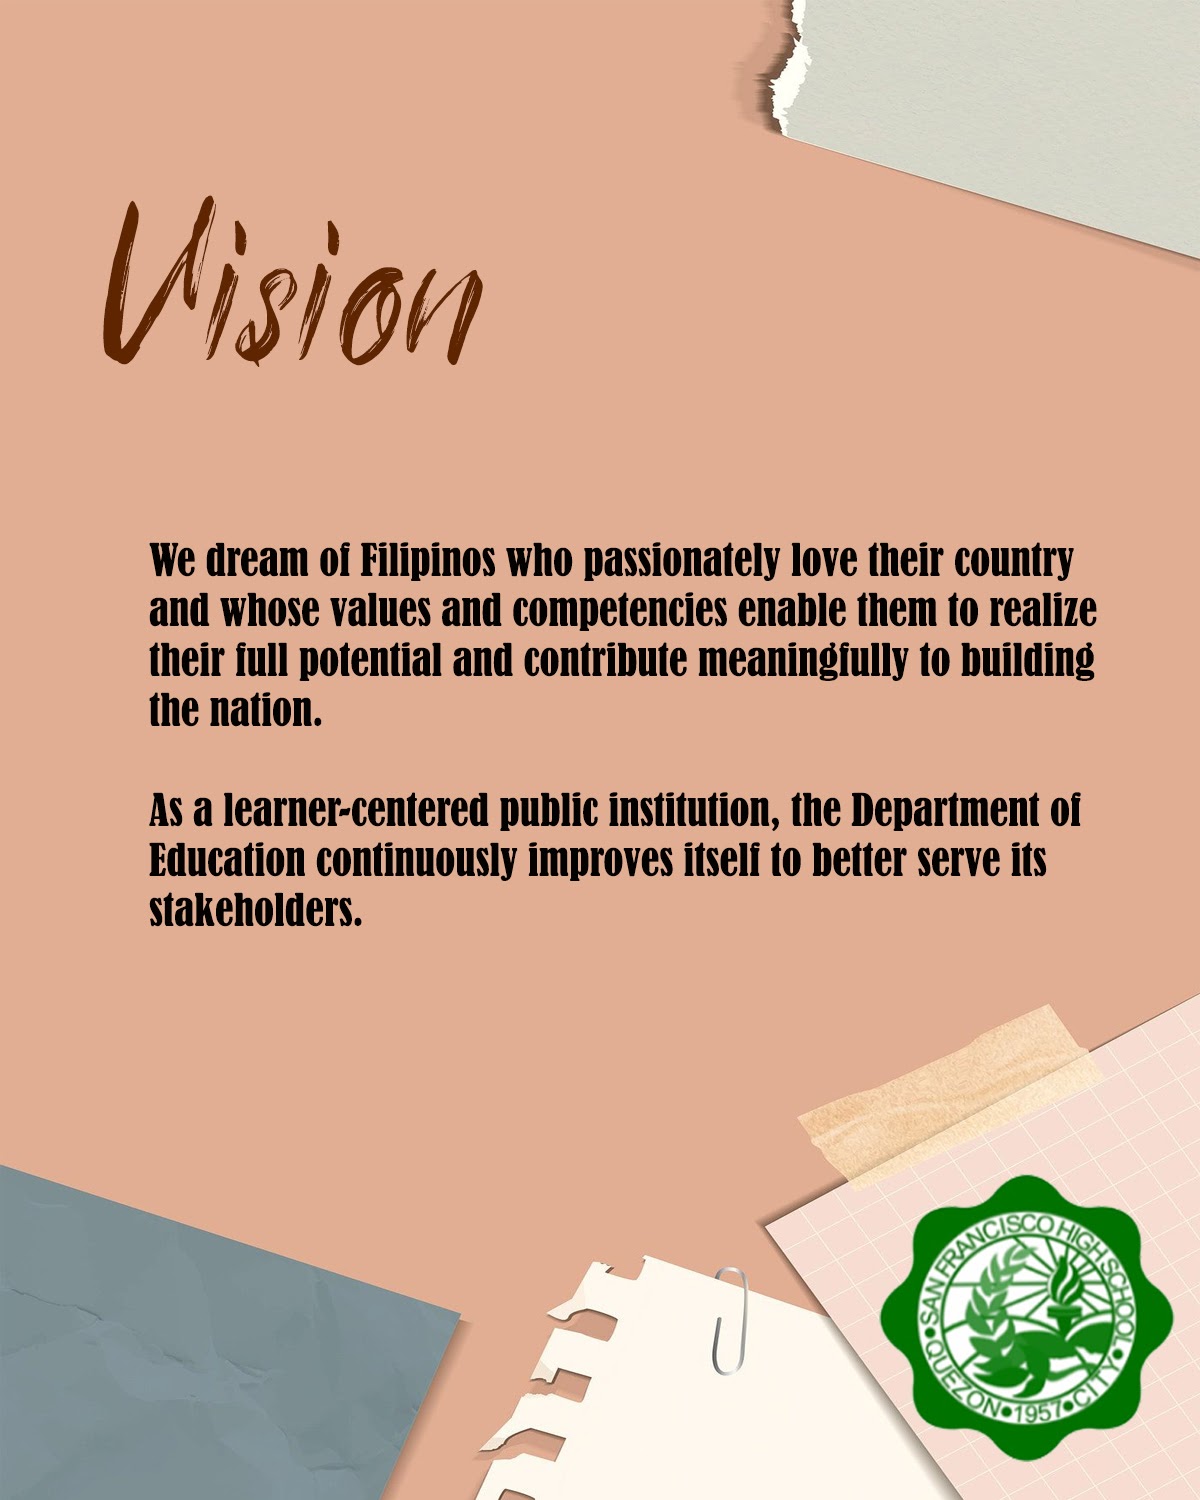 Vision
We dream of Filipinos who passionately love their country
and whose values and competencies enable them to realize
their full potential and contribute meaningfully to building
the nation.
As a learner-centered public institution, the Department of
Education continuously improves itself to better serve its
stakeholders.
SAN FRANCISCO HIGH SCHOOL
QUEZON • 1957 • CITY